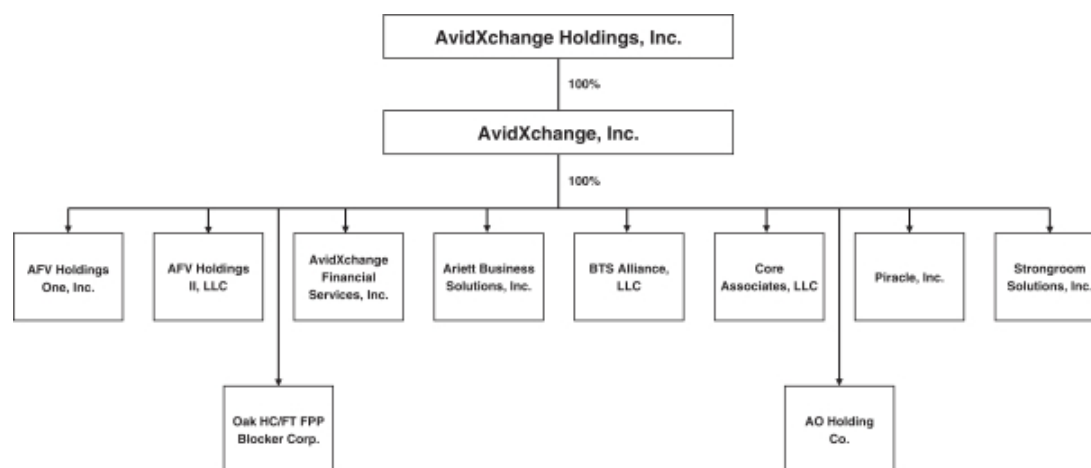 AvidXchange Holdings, Inc.
100%
AvidXchange, Inc.
100%
AFV Holdings
One, Inc.
AFV Holdings
II, LLC
AvidXchange
Financial
Services, Inc.
Ariett Business
Solutions, Inc.
BTS Alliance,
LLC
Core
Associates, LLC
Piracle, Inc.
Strongroom
Solutions, Inc.
Oak HC/FT FPP
Blocker Corp.
AO Holding
Co.